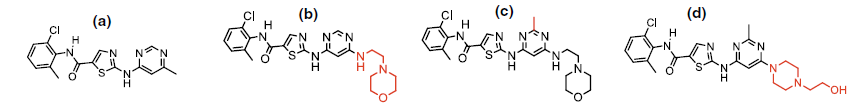 (a) (b) (c) (d)
Cl H N O N S N H N N
Cl H N O N S N H N N N H N O
Cl H N O N S N H N N N H N O
Cl H N O N S N H N N N N OH